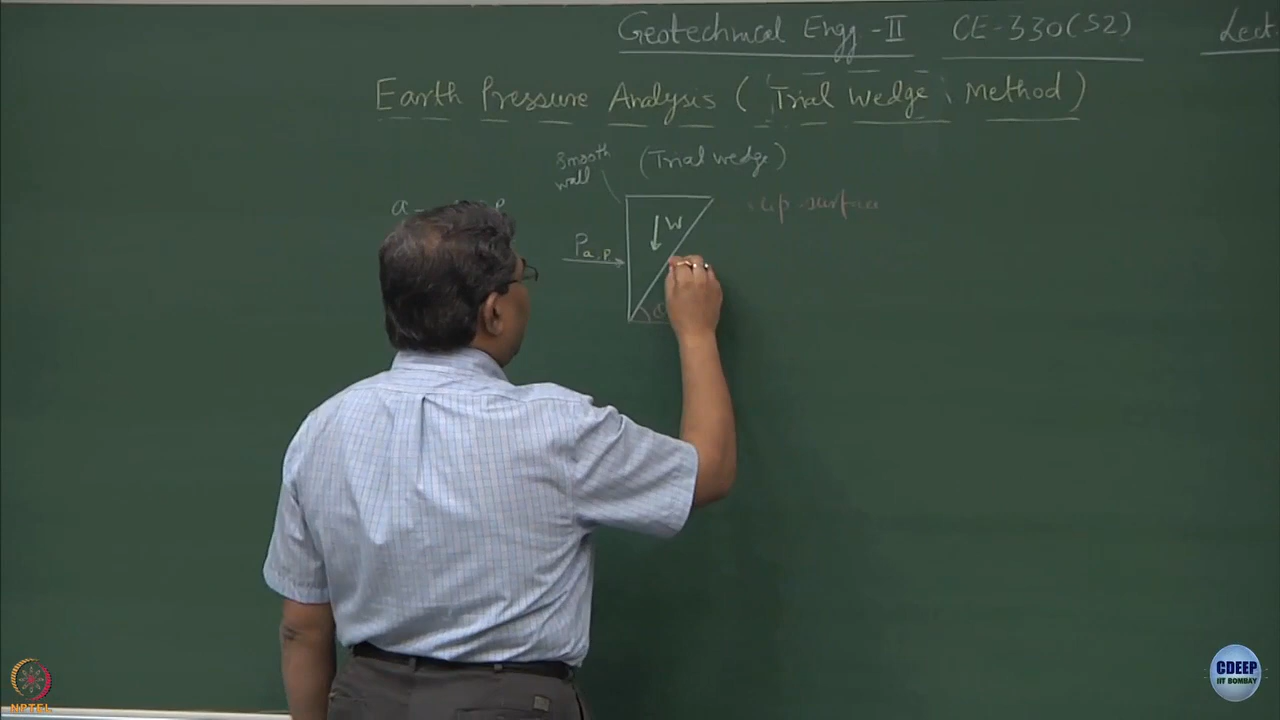 Geotechnical Engg-II CE-330(S2) Lect
Earth Pressure Analysis (Trial Wedge Method)
smooth
wall
(Trial wedge)
W
Pa,p
surface
NPTEL
CDEEP
IIT BOMBAY